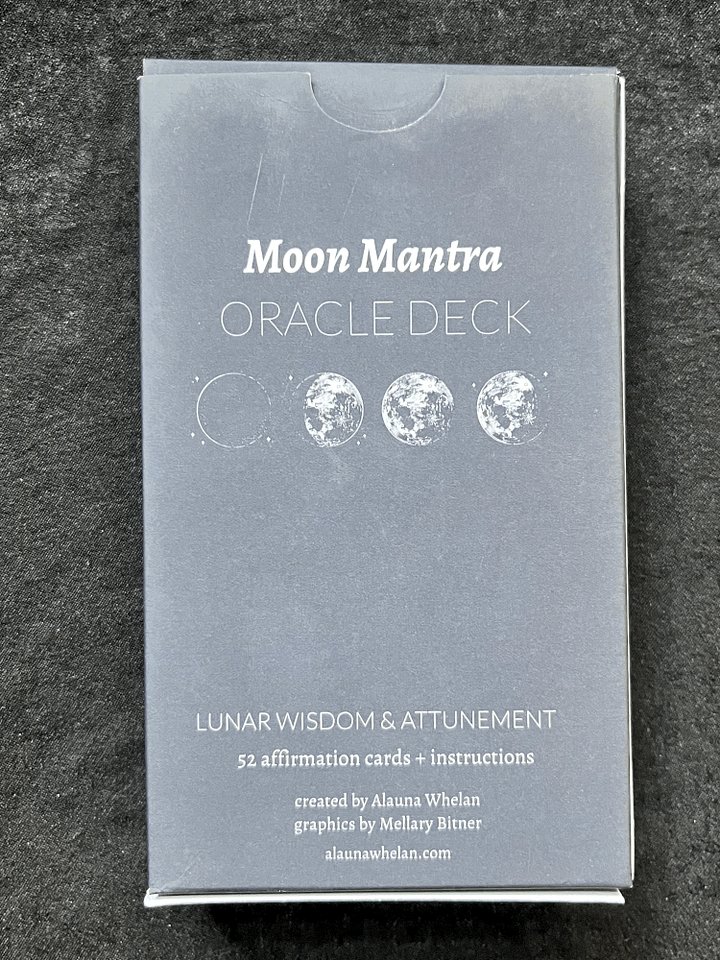 Moon Mantra
ORACLE DECK
LUNAR WISDOM & ATTUNEMENT
52 affirmation cards + instructions
created by Alauna Whelan
graphics by Mellary Bitner
alaunawhelan.com